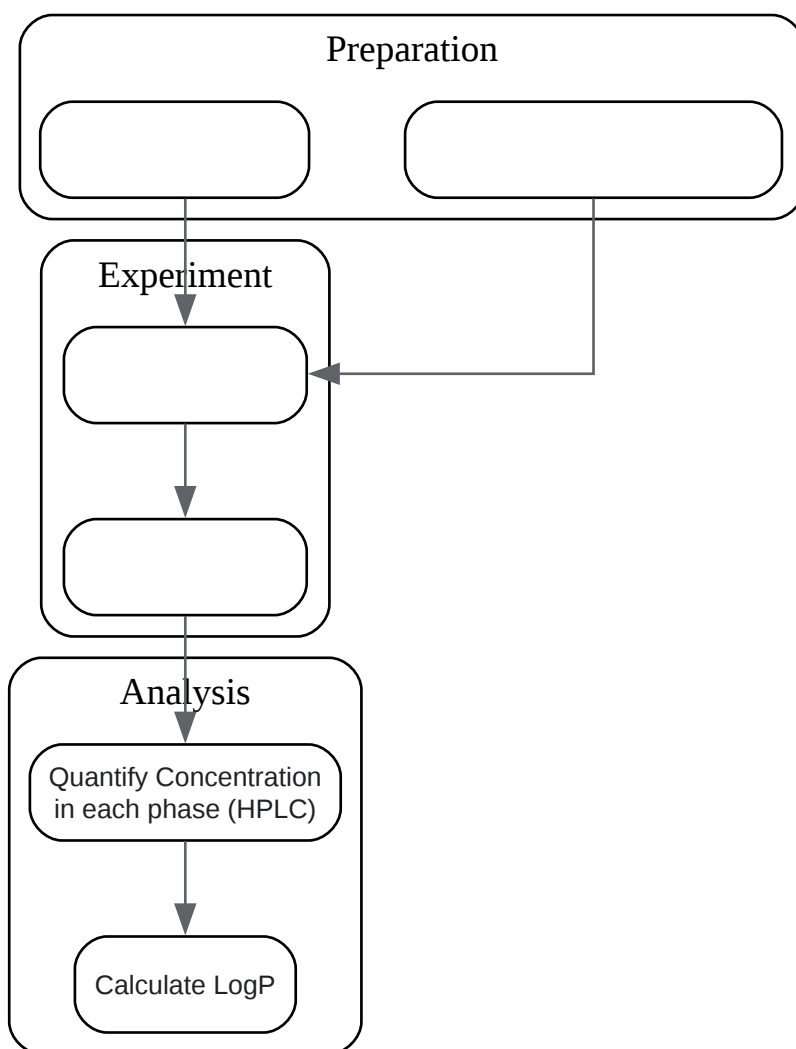 Preparation
Experiment
Analysis
Quantify Concentration
in each phase (HPLC)
Calculate LogP